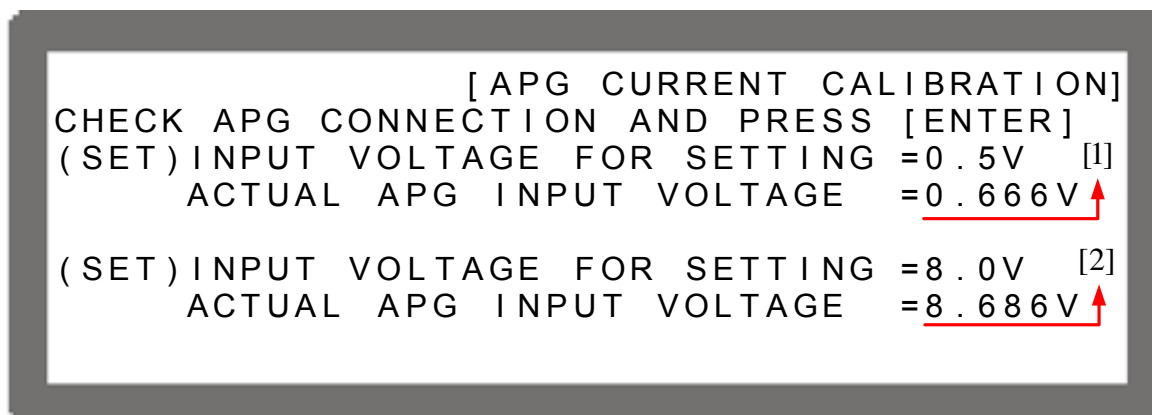 [APG CURRENT CALIBRATION]
CHECK APG CONNECTION AND PRESS [ENTER]
(SET)INPUT VOLTAGE FOR SETTING =0.5V [1]
ACTUAL APG INPUT VOLTAGE =0.666V
(SET)INPUT VOLTAGE FOR SETTING =8.0V [2]
ACTUAL APG INPUT VOLTAGE =8.686V